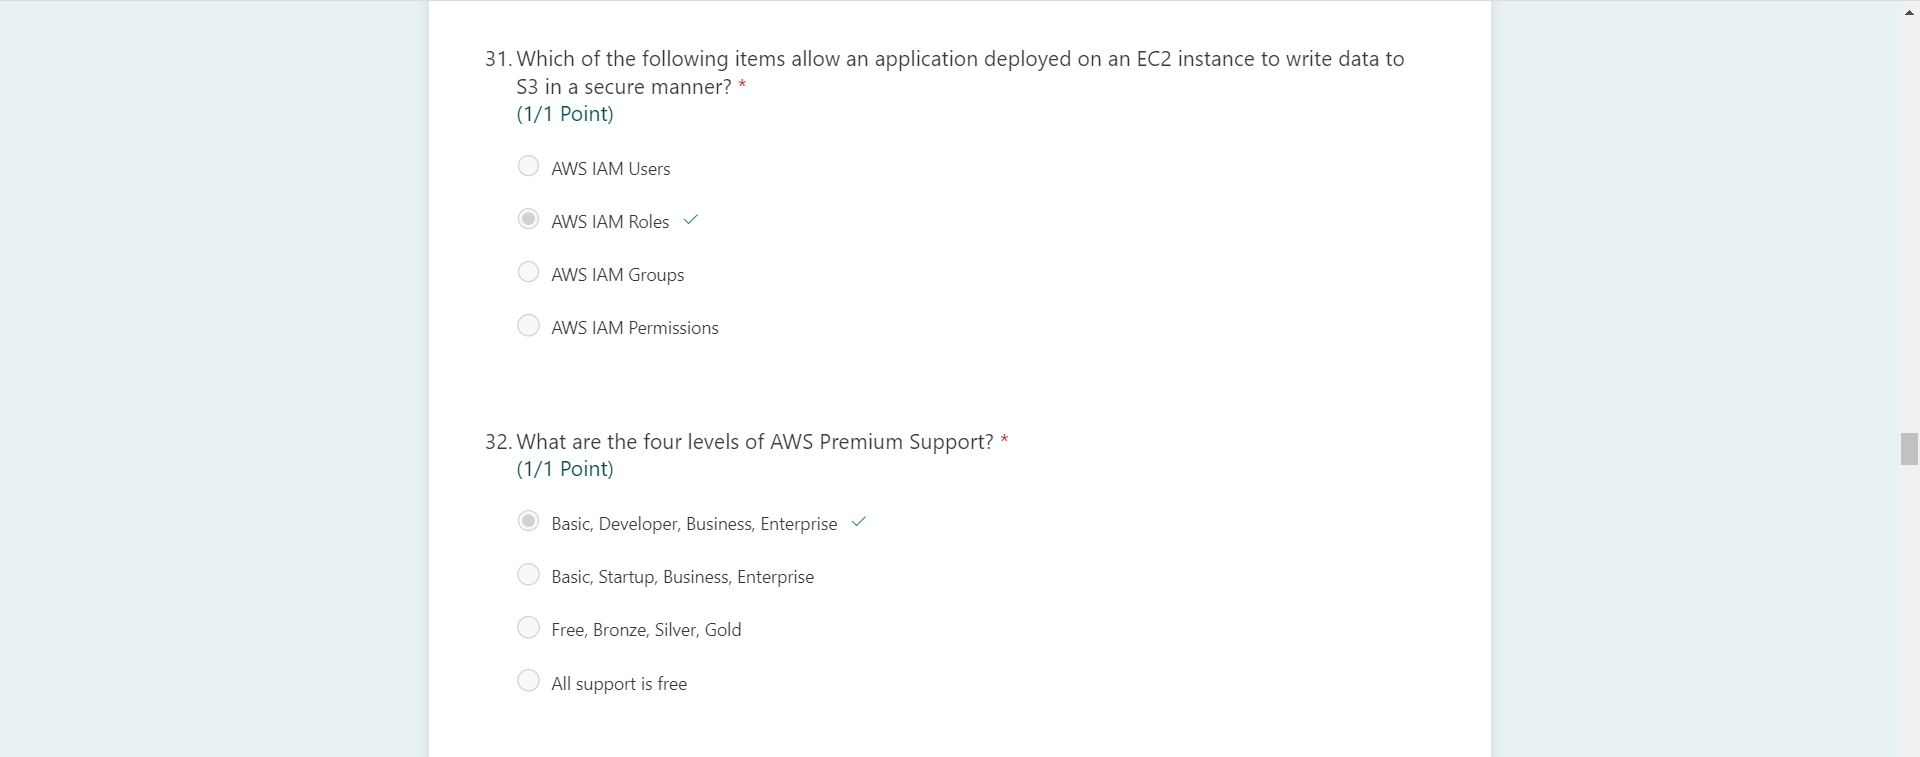 31. Which of the following items allow an application deployed on an EC2 instance to write data to
S3 in a secure manner? *
(1/1 Point)
AWS IAM Users
AWS IAM Roles
AWS IAM Groups
AWS IAM Permissions
32. What are the four levels of AWS Premium Support? *
(1/1 Point)
Basic, Developer, Business, Enterprise
Basic, Startup, Business, Enterprise
Free, Bronze, Silver, Gold
All support is free